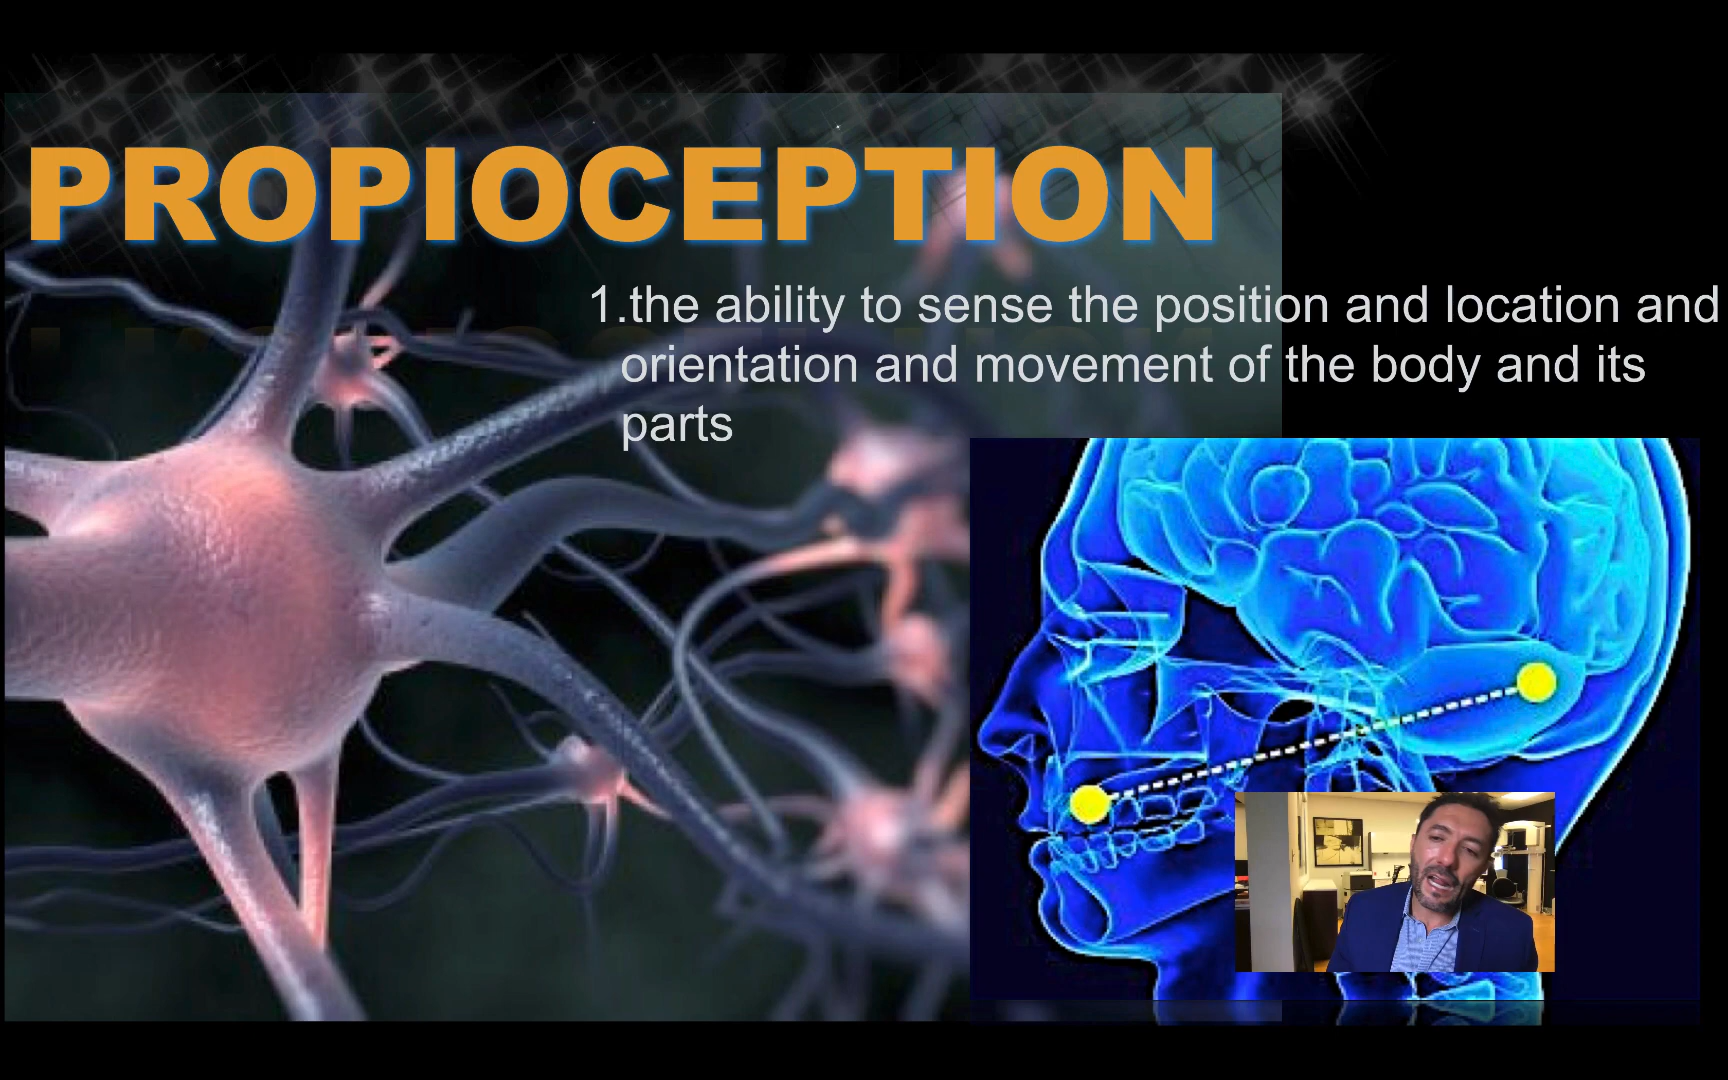 PROPIOCEPTION
1.the ability to sense the position and location and
orientation and movement of the body and its
parts